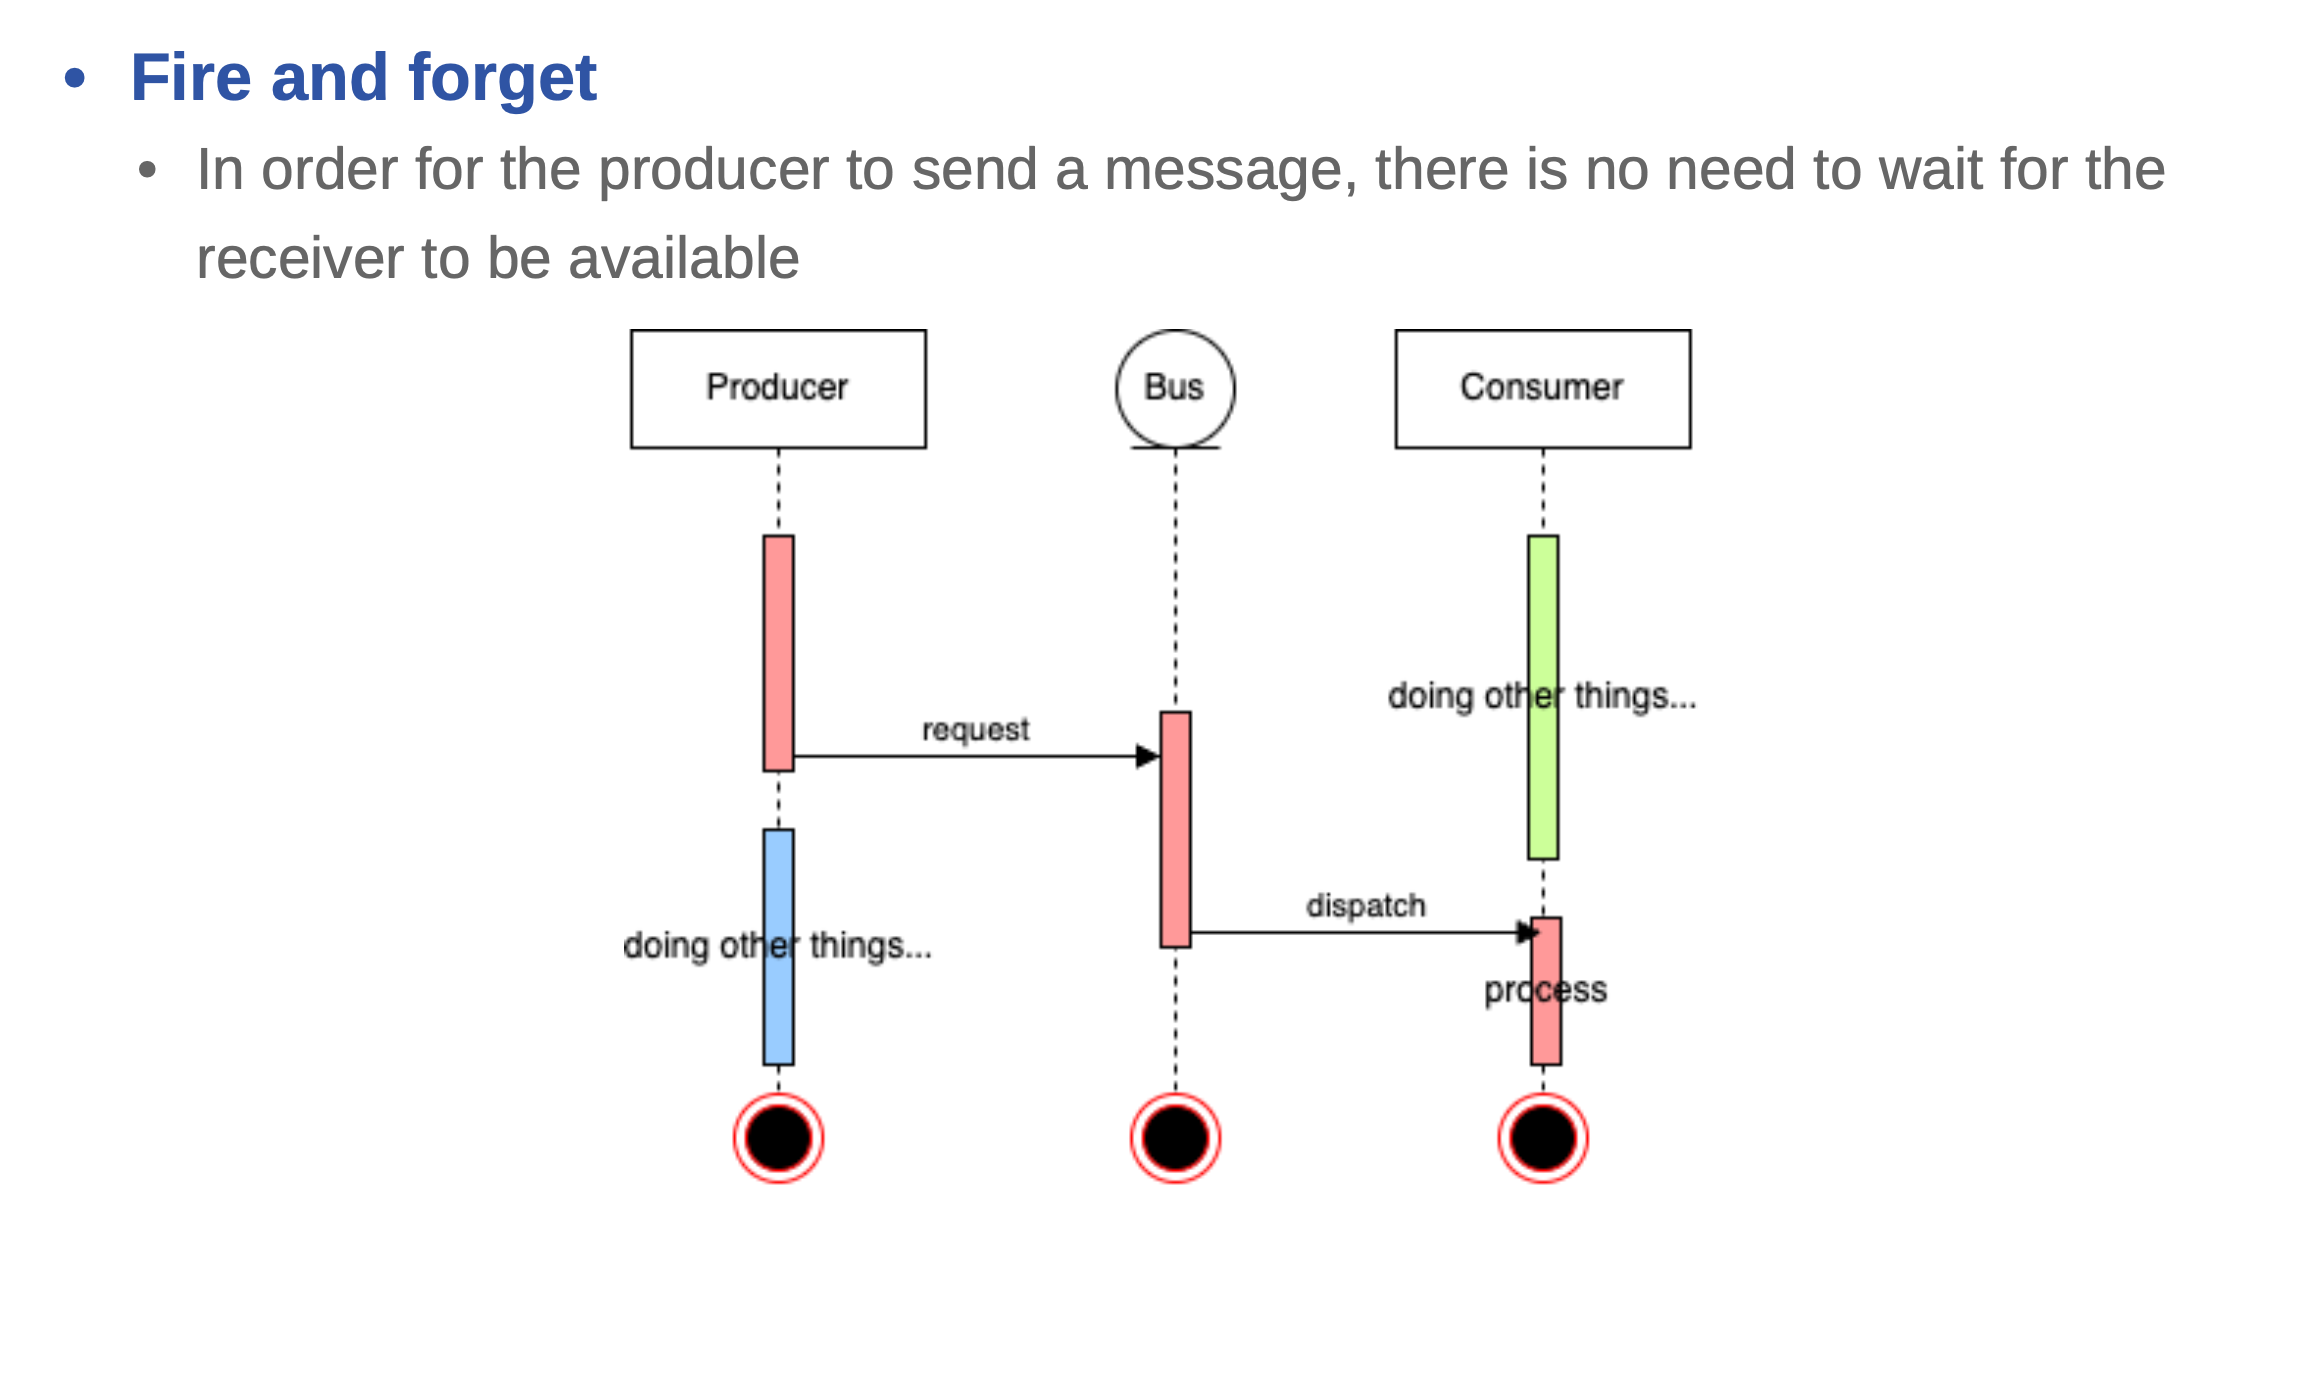 • Fire and forget
• In order for the producer to send a message, there is no need to wait for the
receiver to be available
Producer
Bus
Consumer
doing other things...
request
dispatch
doing other things...
process